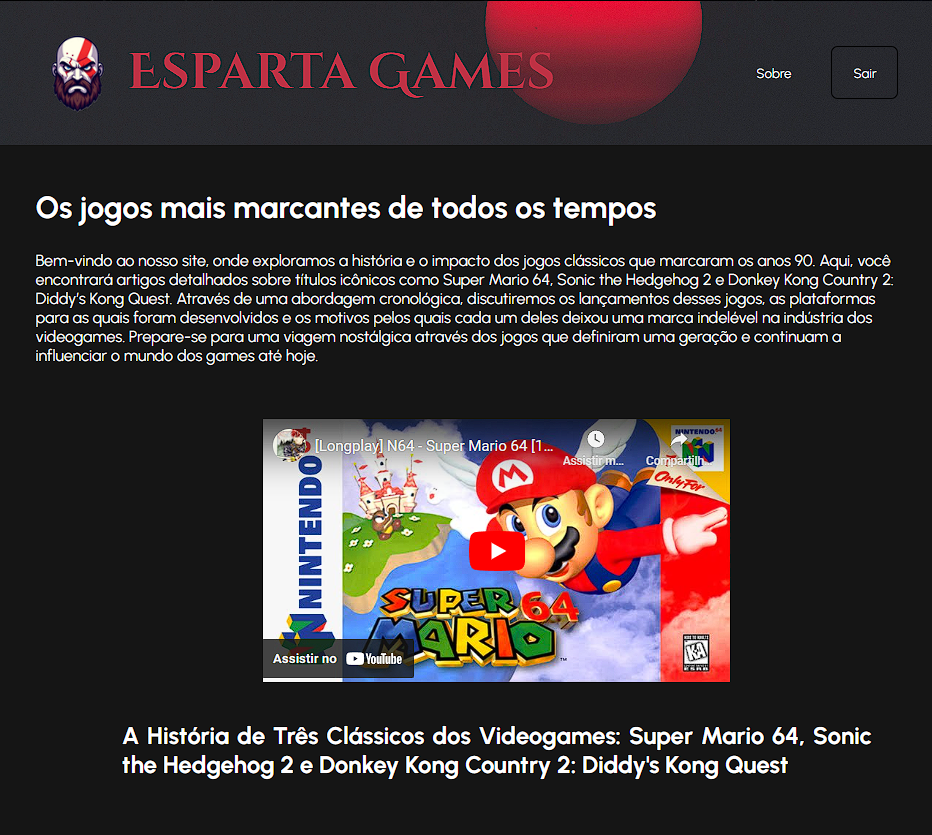 Esparta Games
Sobre
Sair
Os jogos mais marcantes de todos os tempos
Bem-vindo ao nosso site, onde exploramos a história e o impacto dos jogos clássicos que marcaram os anos 90. Aqui, você
encontrará artigos detalhados sobre títulos icônicos como Super Mario 64, Sonic the Hedgehog 2 e Donkey Kong Country 2:
Diddy's Kong Quest. Através de uma abordagem cronológica, discutiremos os lançamentos desses jogos, as plataformas
para as quais foram desenvolvidos e os motivos pelos quais cada um deles deixou uma marca indelével na indústria dos
videogames. Prepare-se para uma viagem nostálgica através dos jogos que definiram uma geração e continuam a
influenciar o mundo dos games até hoje.
[Longplay] N64 - Super Mario 64 [1...
Assistir m...
Compartilh
NINTENDO 64
Only For
NINTENDO
M
SUPER
MARIO 64
TM
KA
Assistir no YouTube
A História de Três Clássicos dos Videogames: Super Mario 64, Sonic
the Hedgehog 2 e Donkey Kong Country 2: Diddy's Kong Quest